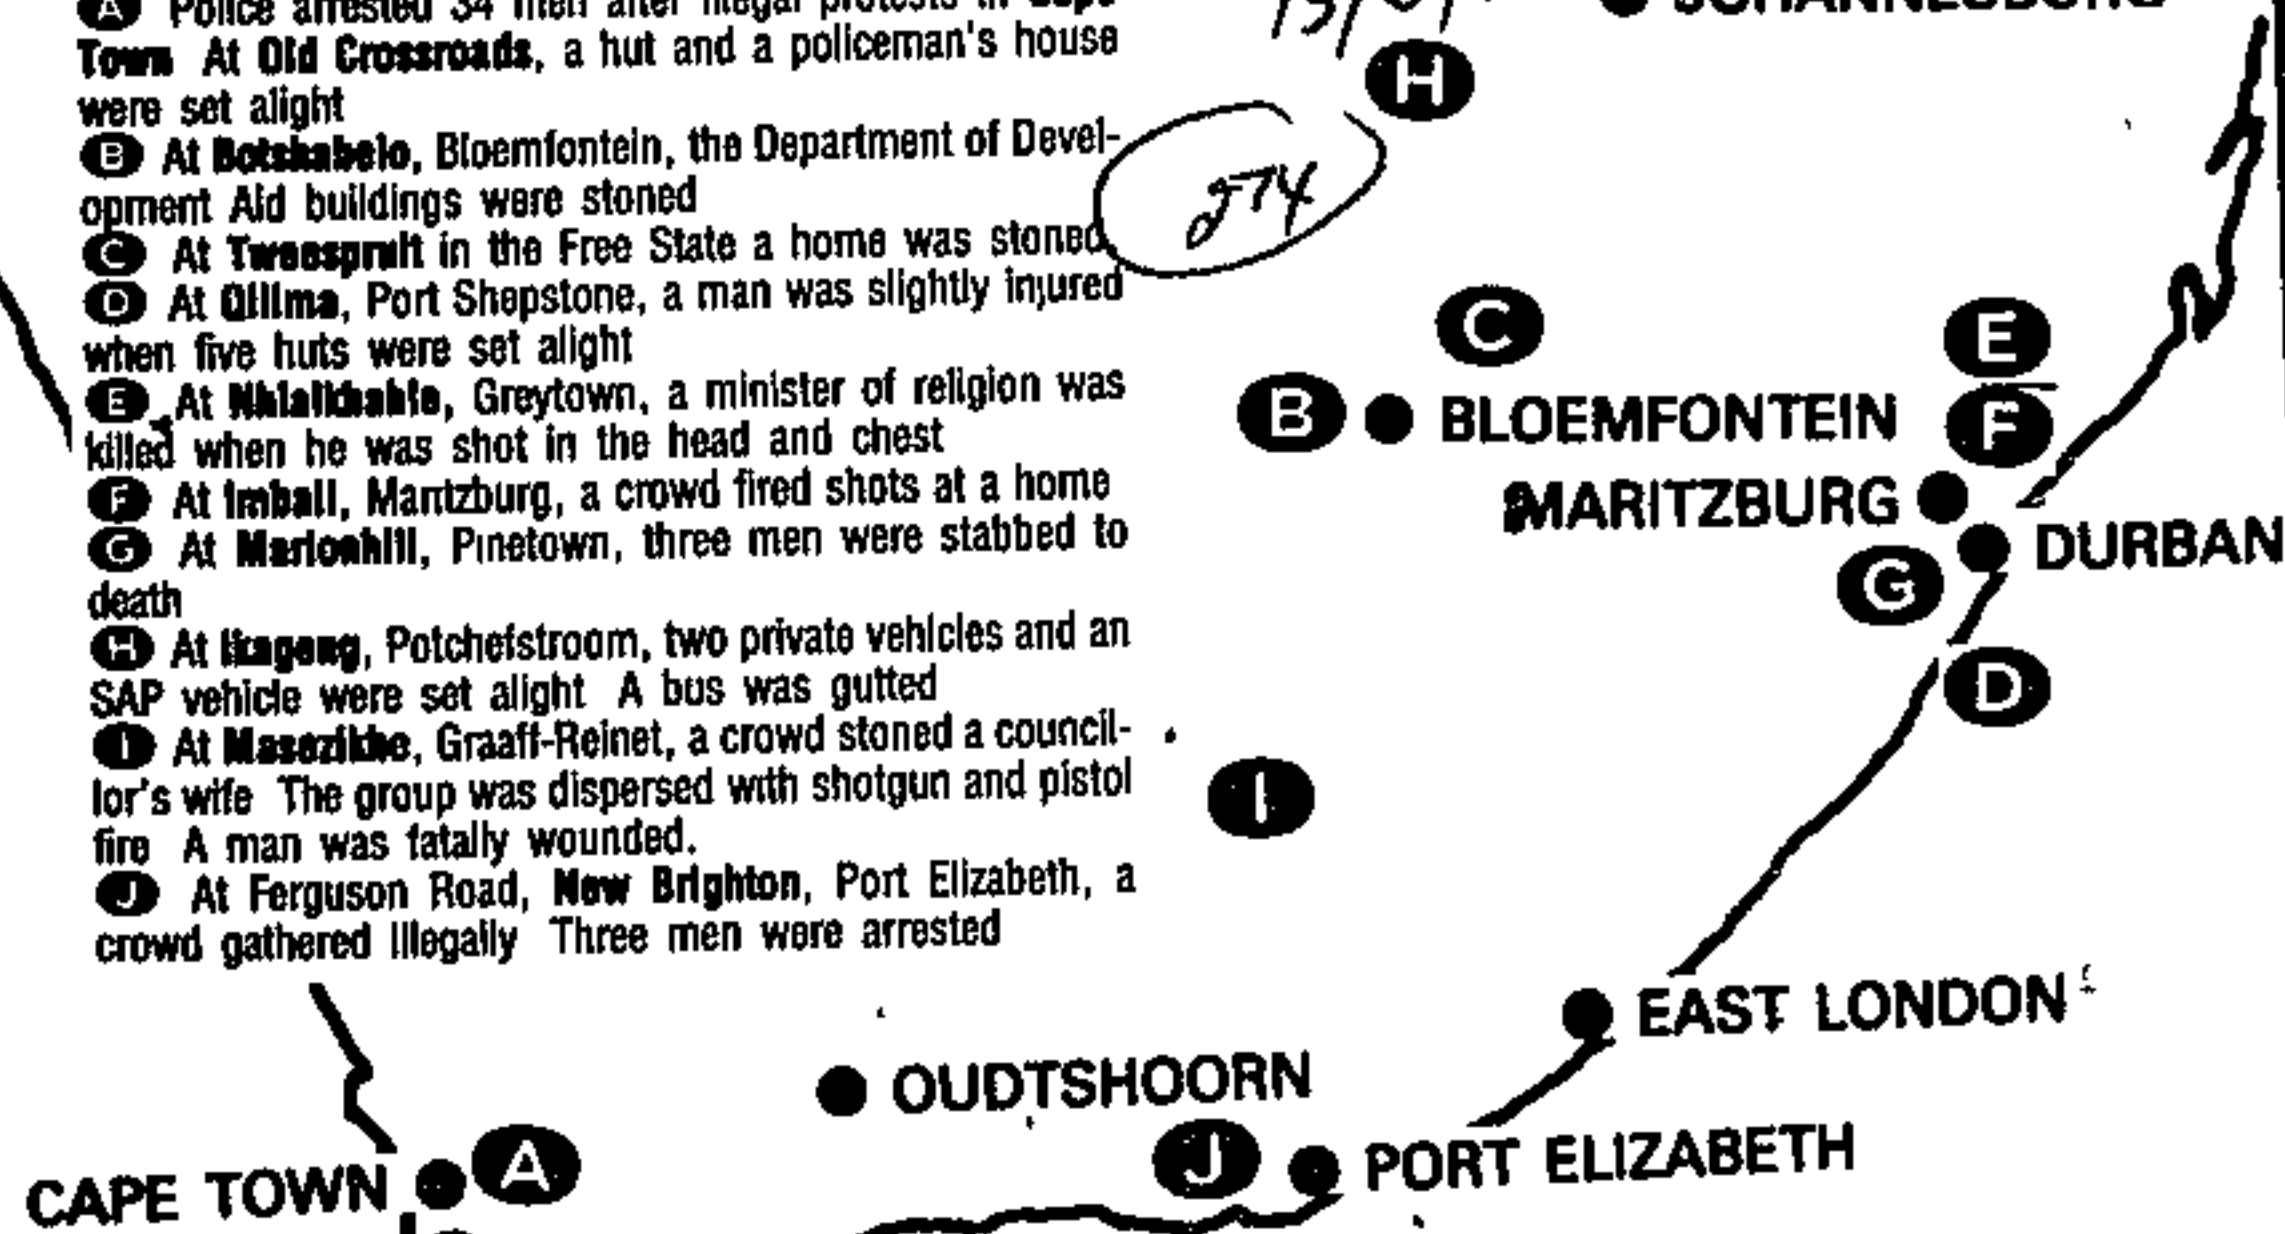 A Police arrested 34 men after illegal protests in Cape
Town At Old Crossroads, a hut and a policeman's house
were set alight
B At Botshabelo, Bloemfontein, the Department of Devel-
opment Aid buildings were stoned
C At Tweespruit in the Free State a home was stoned
D At Qilima, Port Shepstone, a man was slightly injured
when five huts were set alight
E At Greytown, a minister of religion was
killed when he was shot in the head and chest
F At Imbali, Maritzburg, a crowd fired shots at a home
G At Marionhill, Pinetown, three men were stabbed to
death
H At Ikageng, Potchefstroom, two private vehicles and an
SAP vehicle were set alight A bus was gutted
I At Masezikhe, Graaff-Reinet, a crowd stoned a council-
lor's wife The group was dispersed with shotgun and pistol
fire A man was fatally wounded.
J At Ferguson Road, New Brighton, Port Elizabeth, a
crowd gathered illegally Three men were arrested
JOHANNESBURG
H
274
C
E
B BLOEMFONTEIN
F
MARITZBURG
DURBAN
G
D
I
EAST LONDON
OUDTSHOORN
J PORT ELIZABETH
CAPE TOWN A